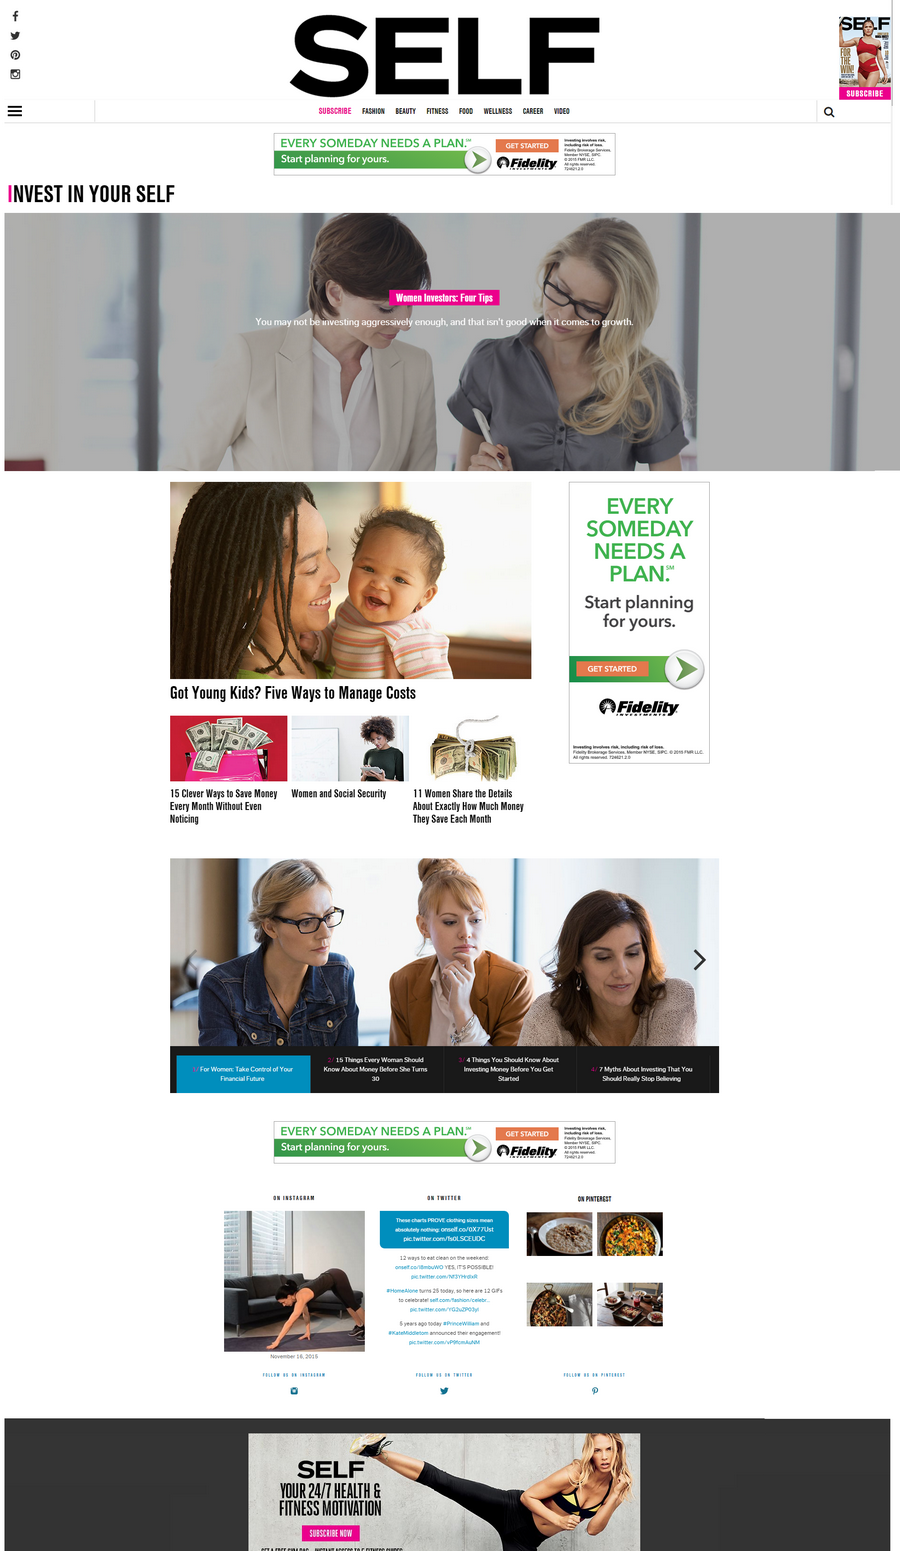 SELF
SELF
FOR
THE
WIN!
SUBSCRIBE
SUBSCRIBE FASHION BEAUTY FITNESS FOOD WELLNESS CAREER VIDEO
EVERY SOMEDAY NEEDS A PLAN.℠
Start planning for yours.
GET STARTED
Fidelity
INVESTMENTS
Investing involves risk,
including risk of loss.
Fidelity Brokerage Services,
Member NYSE, SIPC.
© 2015 FMR LLC.
All rights reserved.
724621.2.0
INVEST IN YOUR SELF
Women Investors: Four Tips
You may not be investing aggressively enough, and that isn't good when it comes to growth.
EVERY
SOMEDAY
NEEDS A
PLAN.℠
Start planning
for yours.
GET STARTED
Fidelity
INVESTMENTS
Investing involves risk, including risk of loss.
Fidelity Brokerage Services, Member NYSE, SIPC. © 2015 FMR LLC.
All rights reserved. 724621.2.0
Got Young Kids? Five Ways to Manage Costs
15 Clever Ways to Save Money
Every Month Without Even
Noticing
Women and Social Security
11 Women Share the Details
About Exactly How Much Money
They Save Each Month
1/ For Women: Take Control of Your
Financial Future
2/ 15 Things Every Woman Should
Know About Money Before She Turns
30
3/ 4 Things You Should Know About
Investing Money Before You Get
Started
4/ 7 Myths About Investing That You
Should Really Stop Believing
EVERY SOMEDAY NEEDS A PLAN.℠
Start planning for yours.
GET STARTED
Fidelity
INVESTMENTS
Investing involves risk,
including risk of loss.
Fidelity Brokerage Services,
Member NYSE, SIPC.
© 2015 FMR LLC.
All rights reserved.
724621.2.0
ON INSTAGRAM
November 16, 2015
FOLLOW US ON INSTAGRAM
ON TWITTER
These charts PROVE clothing sizes mean
absolutely nothing: onself.co/0X77Ust
pic.twitter.com/fs0LSCEUDC
12 ways to eat clean on the weekend:
onself.co/i8mbuWO YES, IT'S POSSIBLE!
pic.twitter.com/Nf3YHrdixR
#HomeAlone turns 25 today, so here are 12 GIFs
to celebrate! self.com/fashion/celebr…
pic.twitter.com/YG2uZP03yI
5 years ago today #PrinceWilliam and
#KateMiddleton announced their engagement!
pic.twitter.com/vP9fcmAuNM
FOLLOW US ON TWITTER
ON PINTEREST
FOLLOW US ON PINTEREST
SELF
YOUR 24/7 HEALTH &
FITNESS MOTIVATION
SUBSCRIBE NOW